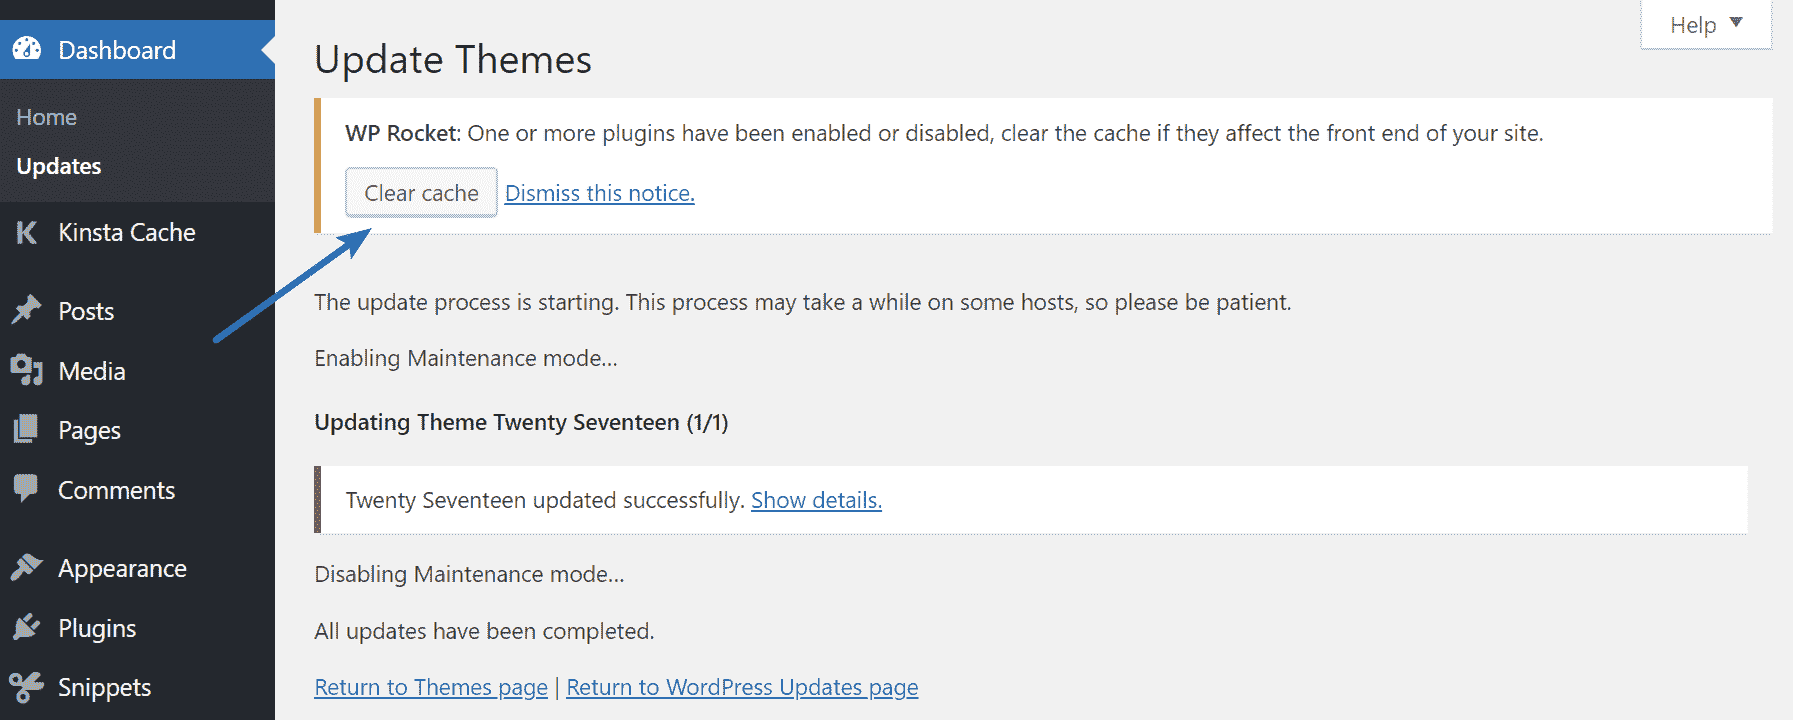 Help
Dashboard
Home
Updates
Kinsta Cache
Posts
Media
Pages
Comments
Appearance
Plugins
Snippets
Update Themes
WP Rocket: One or more plugins have been enabled or disabled, clear the cache if they affect the front end of your site.
Clear cache Dismiss this notice.
The update process is starting. This process may take a while on some hosts, so please be patient.
Enabling Maintenance mode…
Updating Theme Twenty Seventeen (1/1)
Twenty Seventeen updated successfully. Show details.
Disabling Maintenance mode…
All updates have been completed.
Return to Themes page | Return to WordPress Updates page